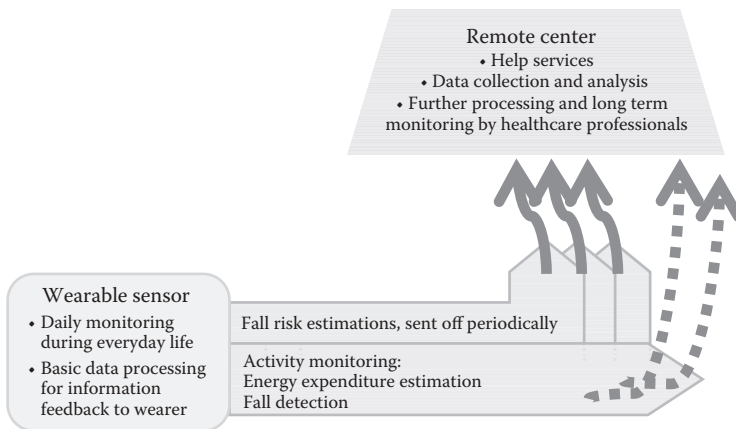 Remote center
• Help services
• Data collection and analysis
• Further processing and long term
monitoring by healthcare professionals
Wearable sensor
• Daily monitoring
during everyday life
• Basic data processing
for information
feedback to wearer
Fall risk estimations, sent off periodically
Activity monitoring:
Energy expenditure estimation
Fall detection